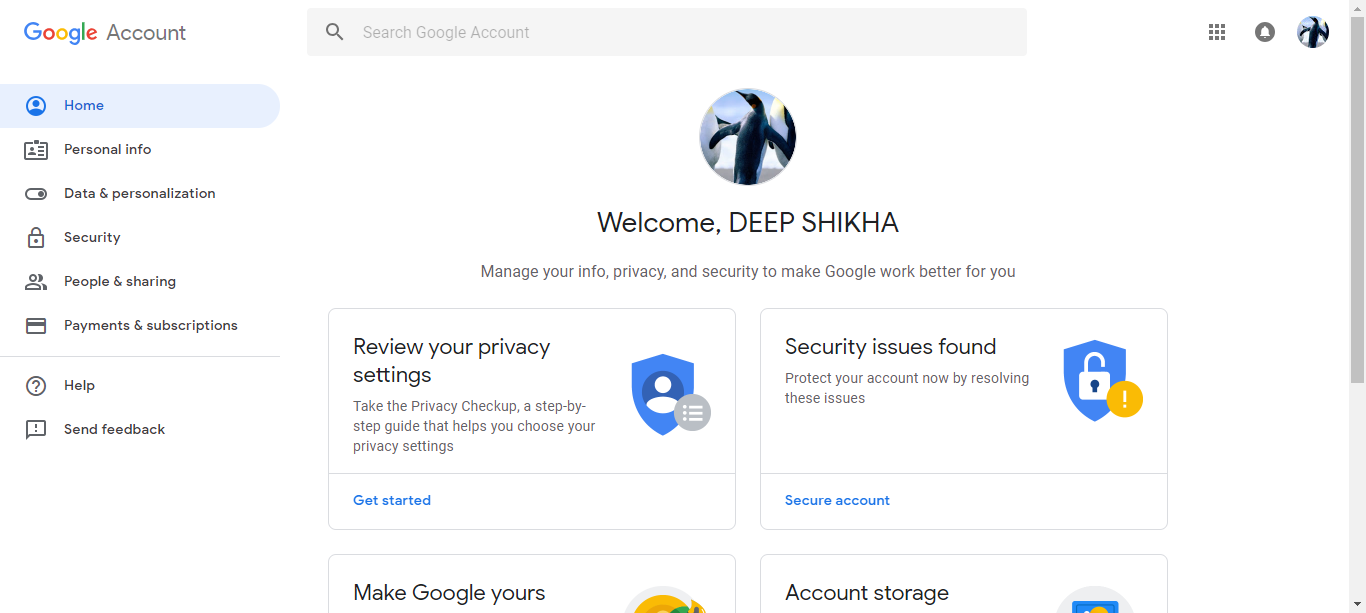 Google Account
Search Google Account
Home
Personal info
Data & personalization
Security
People & sharing
Payments & subscriptions
Help
Send feedback
Welcome, DEEP SHIKHA
Manage your info, privacy, and security to make Google work better for you
Review your privacy
settings
Take the Privacy Checkup, a step-by-
step guide that helps you choose your
privacy settings
Get started
Security issues found
Protect your account now by resolving
these issues
Secure account
Make Google yours
Account storage